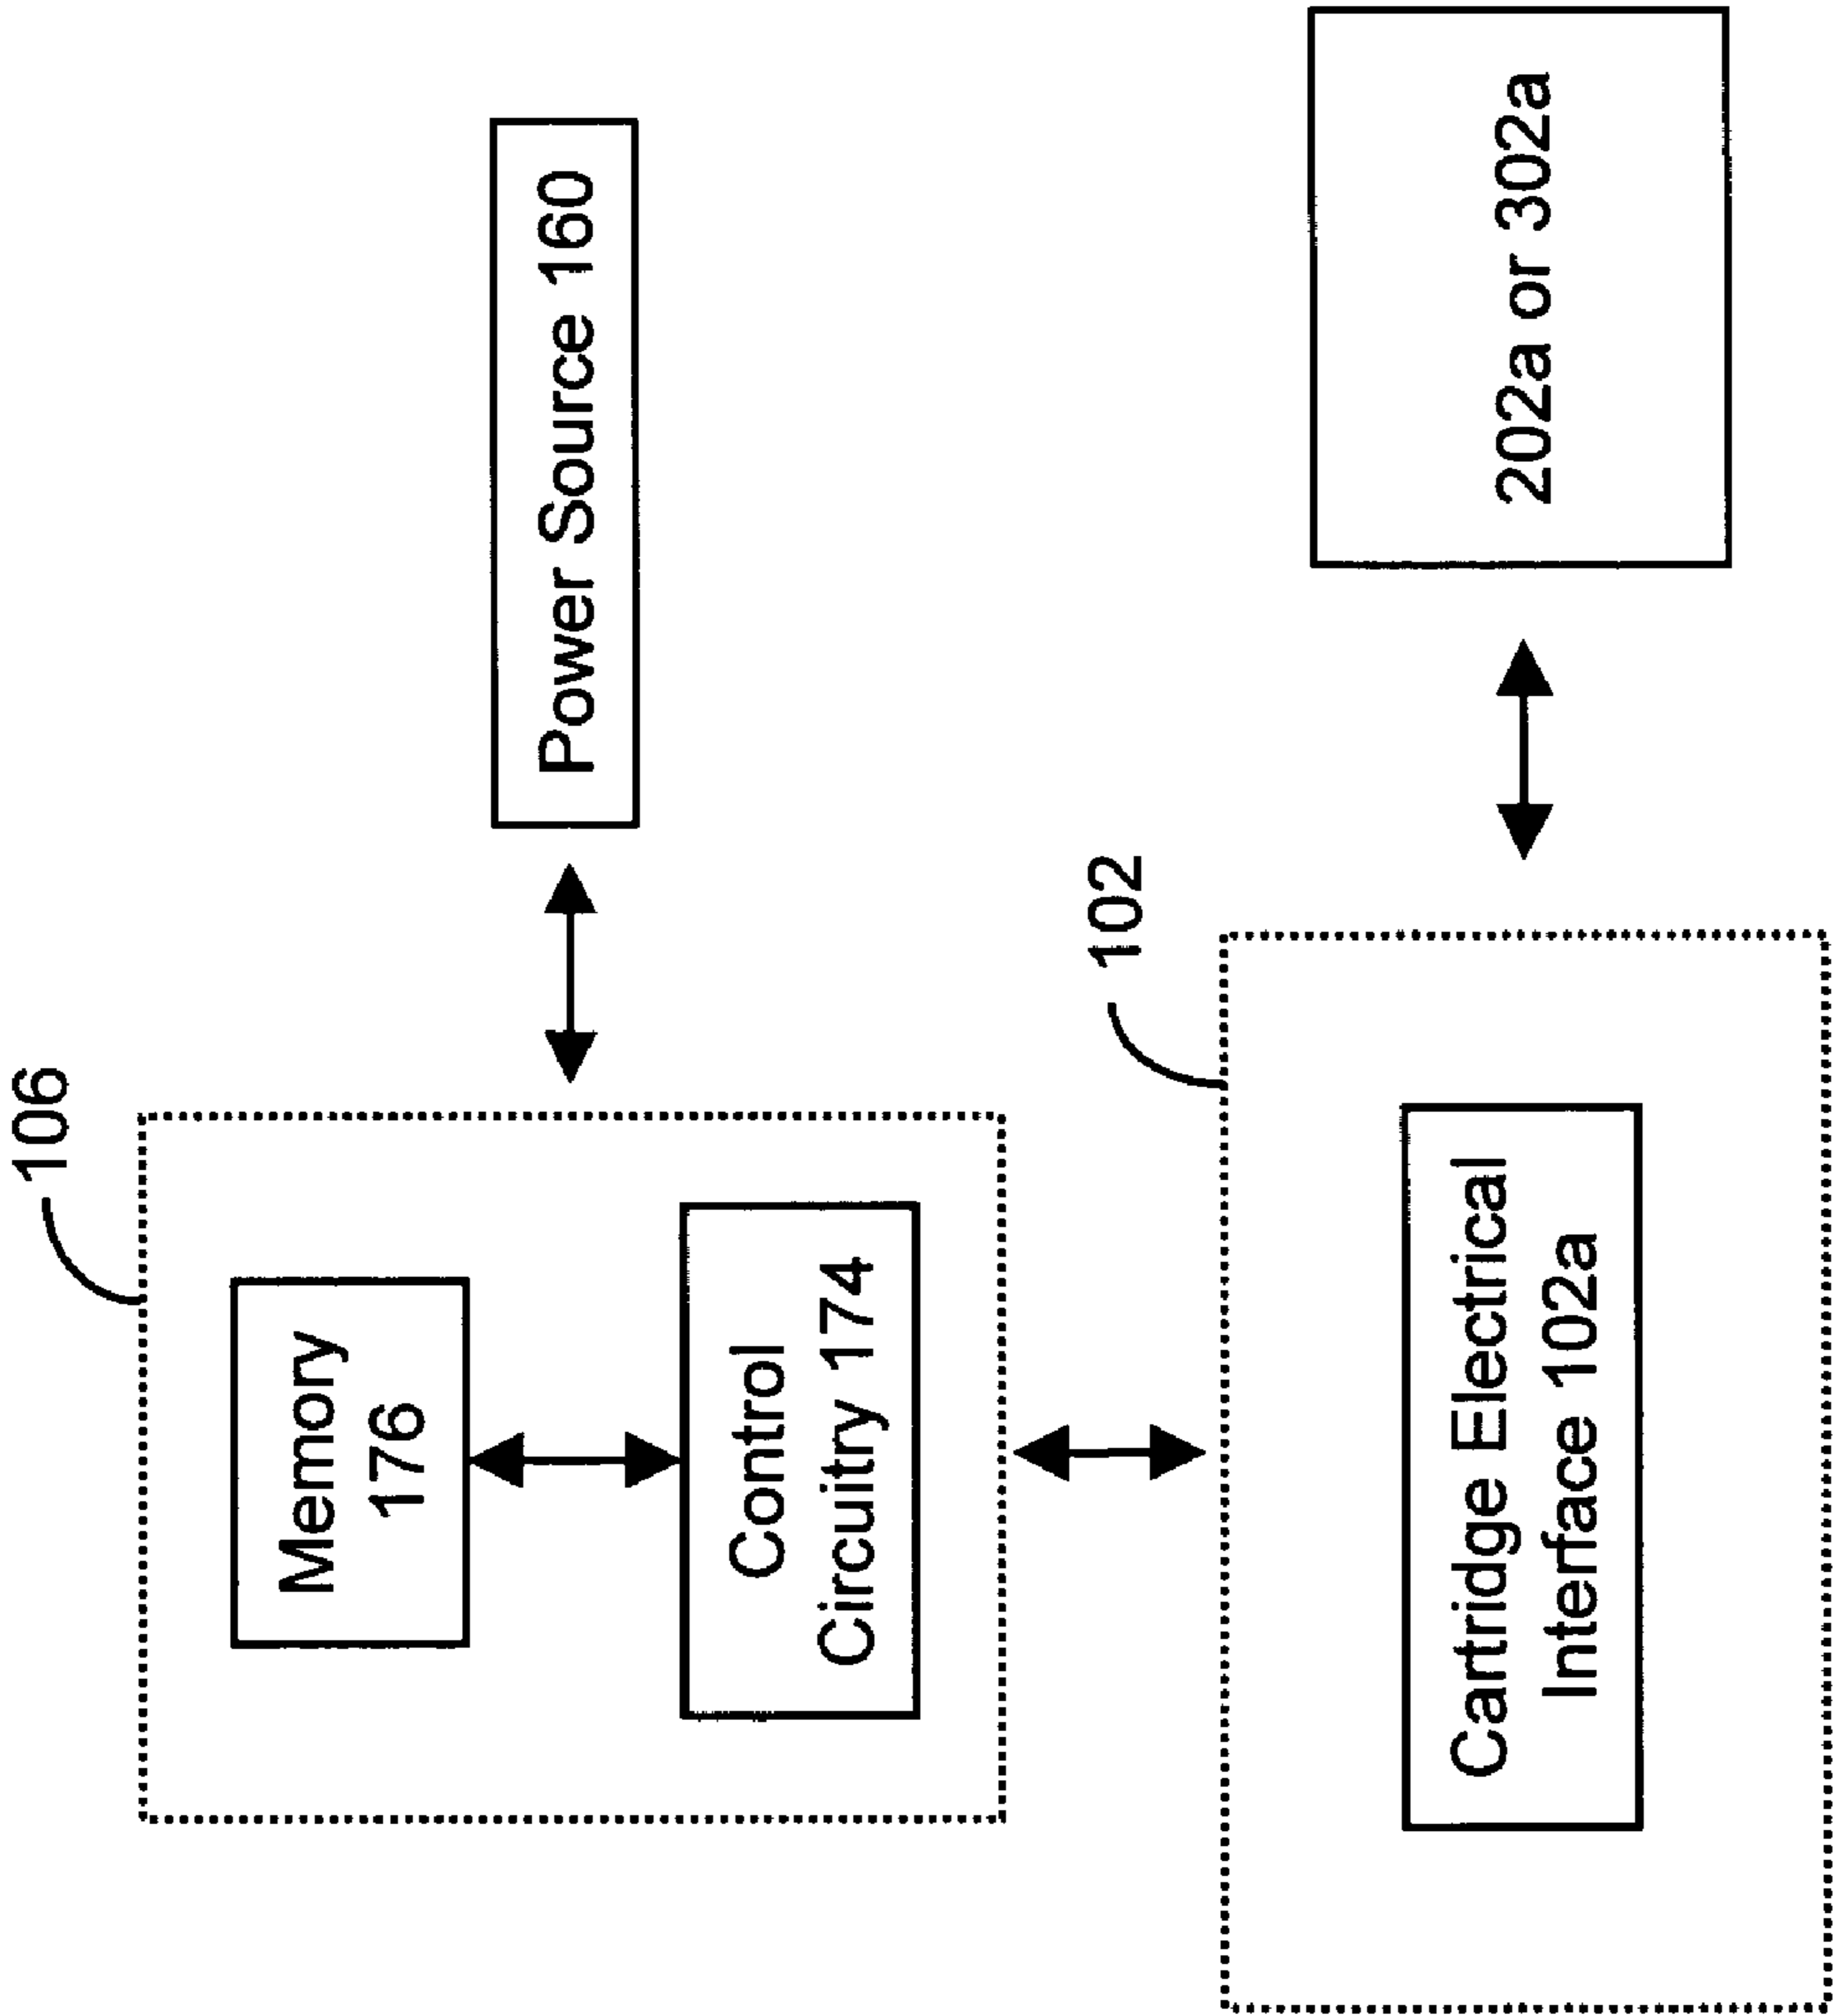 106
Memory
176
Control
Circuitry 174
Power Source 160
102
Cartridge Electrical
Interface 102a
202a or 302a